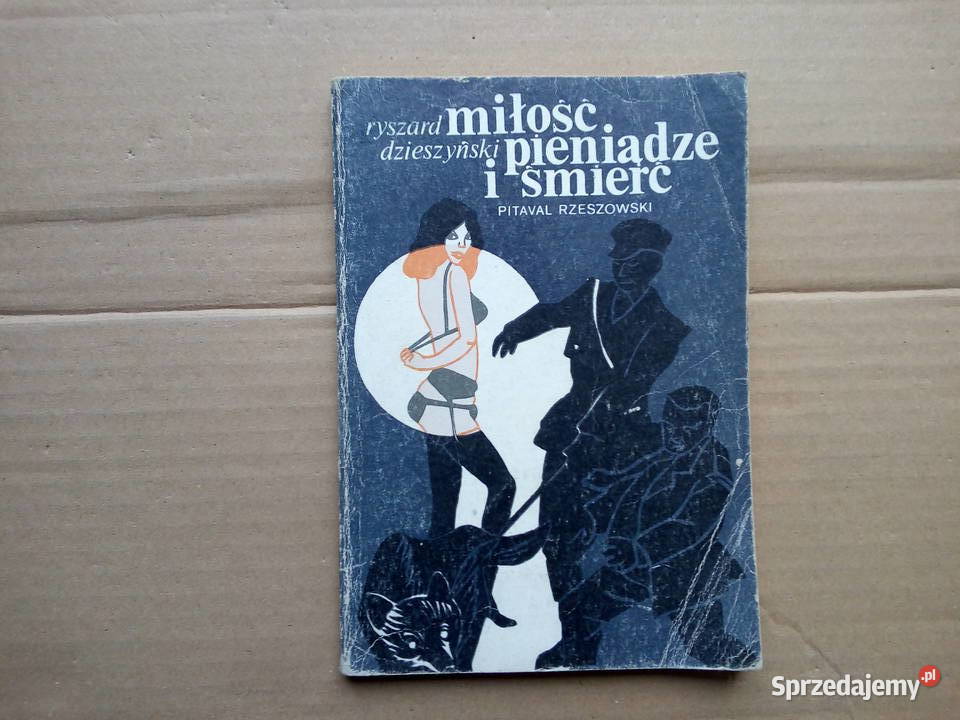 ryszard miłość
dzieszyński pieniądze
i śmierć
PITAVAL RZESZOWSKI
Sprzedajemy.pl